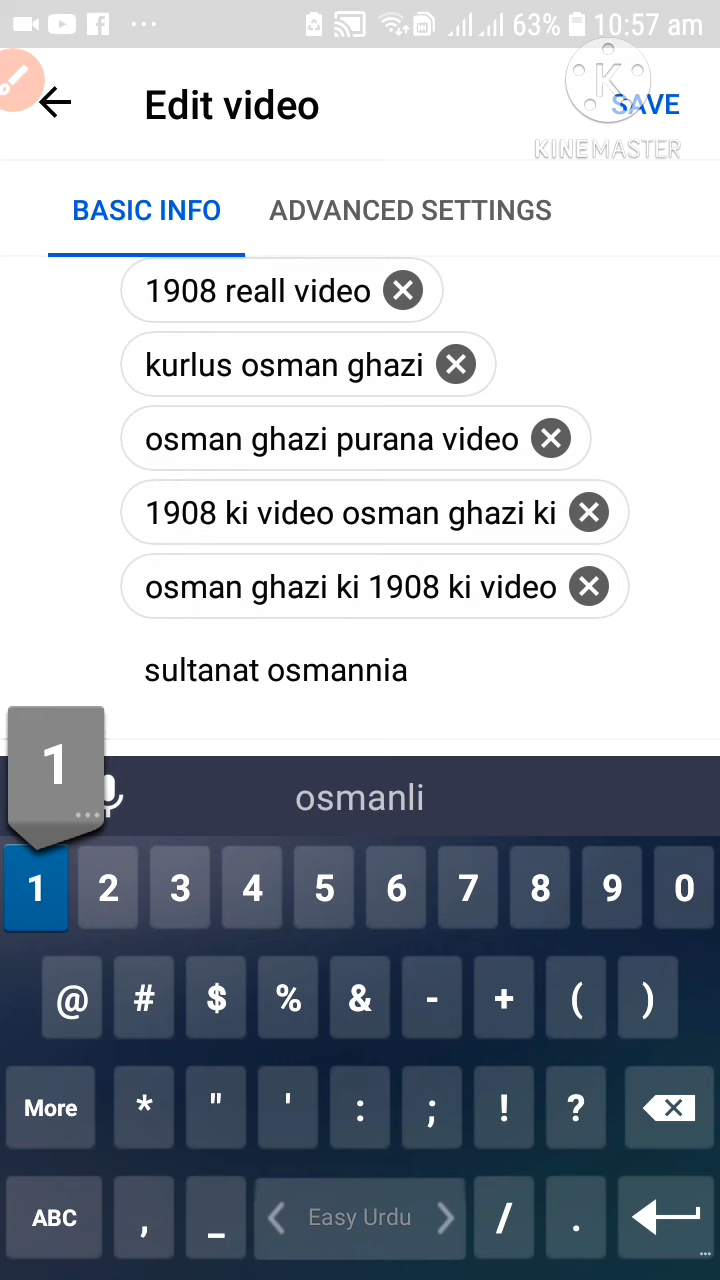 63% 10:57 am
Edit video
SAVE
K
KINEMASTER
BASIC INFO ADVANCED SETTINGS
1908 reall video
kurlus osman ghazi
osman ghazi purana video
1908 ki video osman ghazi ki
osman ghazi ki 1908 ki video
sultanat osmannia
1
osmanli
1 2 3 4 5 6 7 8 9 0
@ # $ % & - + ( )
More * " ' : ; ! ?
ABC , _ Easy Urdu / .